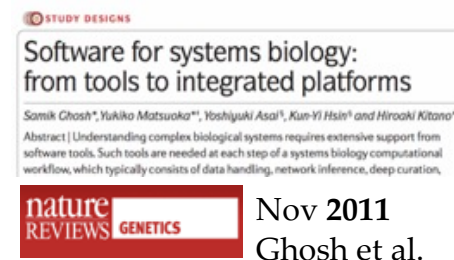 STUDY DESIGNS
Software for systems biology:
from tools to integrated platforms
Samik Ghosh*, Yukiko Matsuoka*‡, Yoshiyuki Asai§, Kun-Yi Hsin§ and Hiroaki Kitano*
Abstract | Understanding complex biological systems requires extensive support from
software tools. Such tools are needed at each step of a systems biology computational
workflow, which typically consists of data handling, network inference, deep curation,
nature
REVIEWS GENETICS
Nov 2011
Ghosh et al.